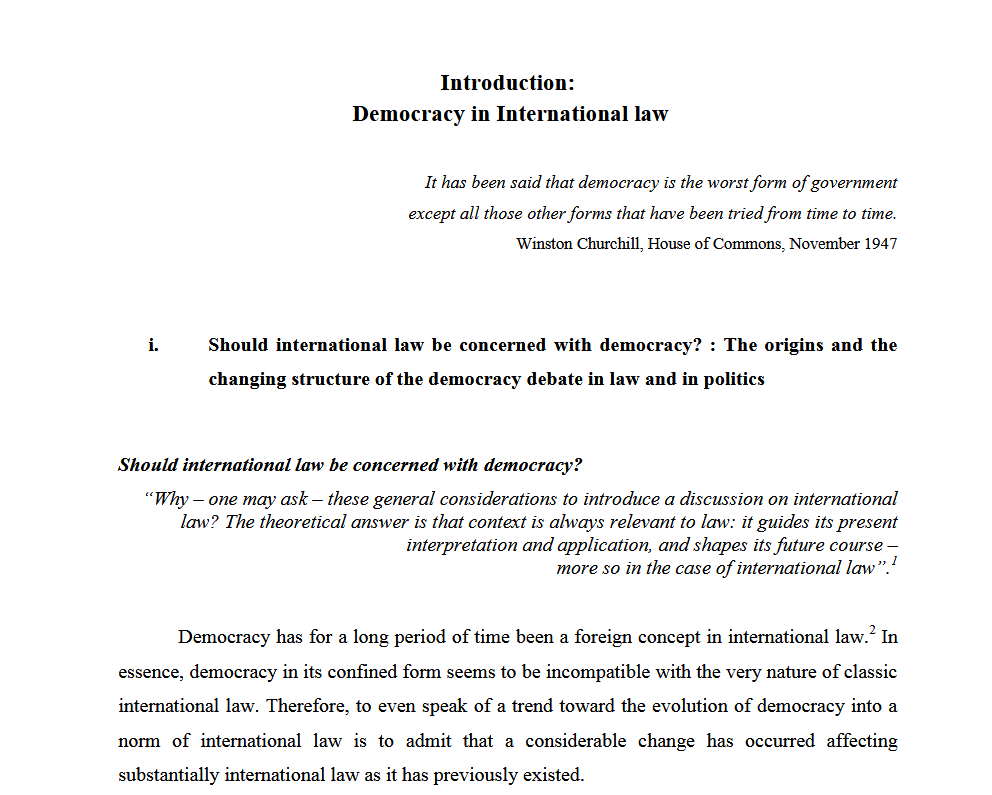 Introduction:
Democracy in International law
It has been said that democracy is the worst form of government
except all those other forms that have been tried from time to time.
Winston Churchill, House of Commons, November 1947
i. Should international law be concerned with democracy? : The origins and the
changing structure of the democracy debate in law and in politics
Should international law be concerned with democracy?
“Why – one may ask – these general considerations to introduce a discussion on international
law? The theoretical answer is that context is always relevant to law: it guides its present
interpretation and application, and shapes its future course –
more so in the case of international law”.1
Democracy has for a long period of time been a foreign concept in international law.2 In
essence, democracy in its confined form seems to be incompatible with the very nature of classic
international law. Therefore, to even speak of a trend toward the evolution of democracy into a
norm of international law is to admit that a considerable change has occurred affecting
substantially international law as it has previously existed.